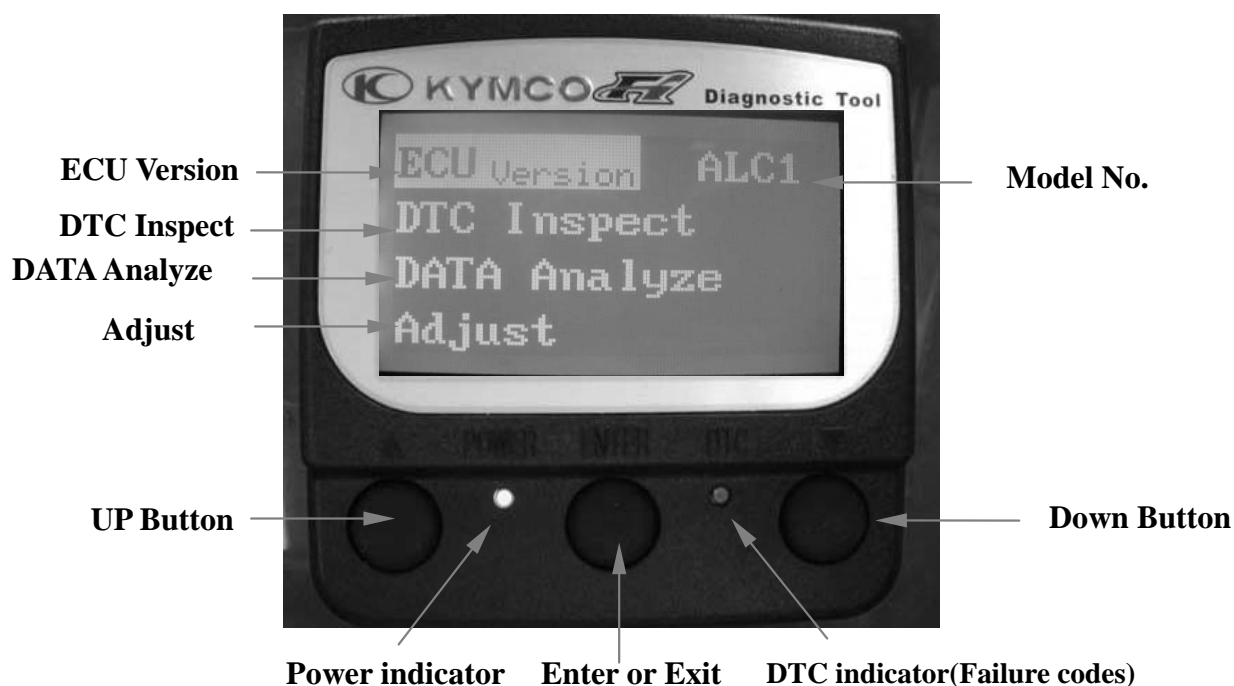 KYMCO Fi Diagnostic Tool
ECU Version ECU Version ALC1 Model No.
DTC Inspect DTC Inspect
DATA Analyze DATA Analyze
Adjust Adjust
POWER ENTER DTC
UP Button Down Button
Power indicator Enter or Exit DTC indicator(Failure codes)